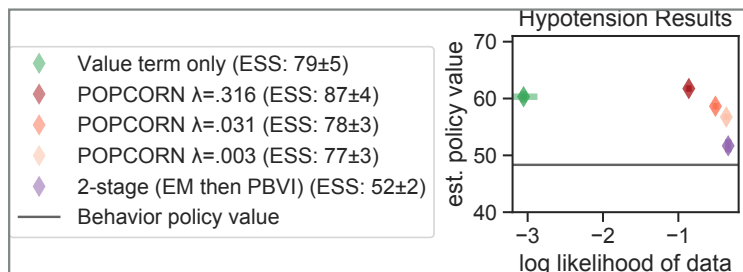 Value term only (ESS: 79±5)
POPCORN λ=.316 (ESS: 87±4)
POPCORN λ=.031 (ESS: 78±3)
POPCORN λ=.003 (ESS: 77±3)
2-stage (EM then PBVI) (ESS: 52±2)
Behavior policy value
Hypotension Results
est. policy value
70
60
50
40
−3
−2
−1
log likelihood of data